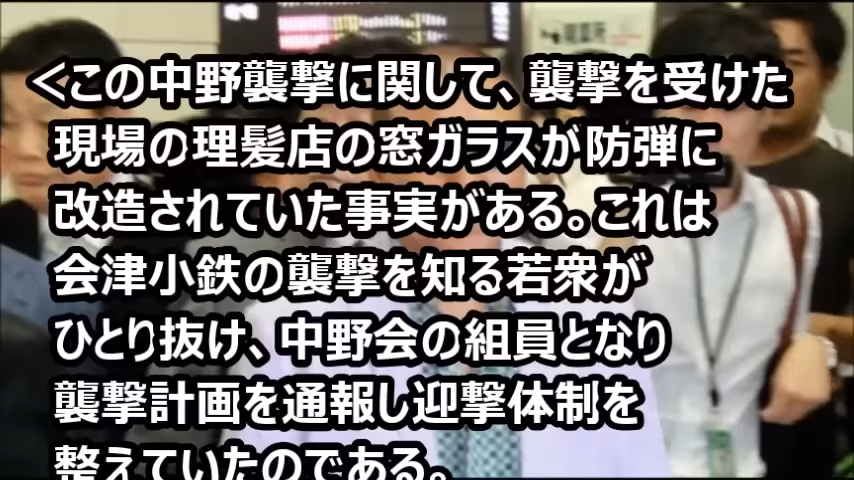 <この中野襲撃に関して、襲撃を受けた
現場の理髪店の窓ガラスが防弾に
改造されていた事実がある。これは
会津小鉄の襲撃を知る若衆が
ひとり抜け、中野会の組員となり
襲撃計画を通報し迎撃体制を
整えていたのである。